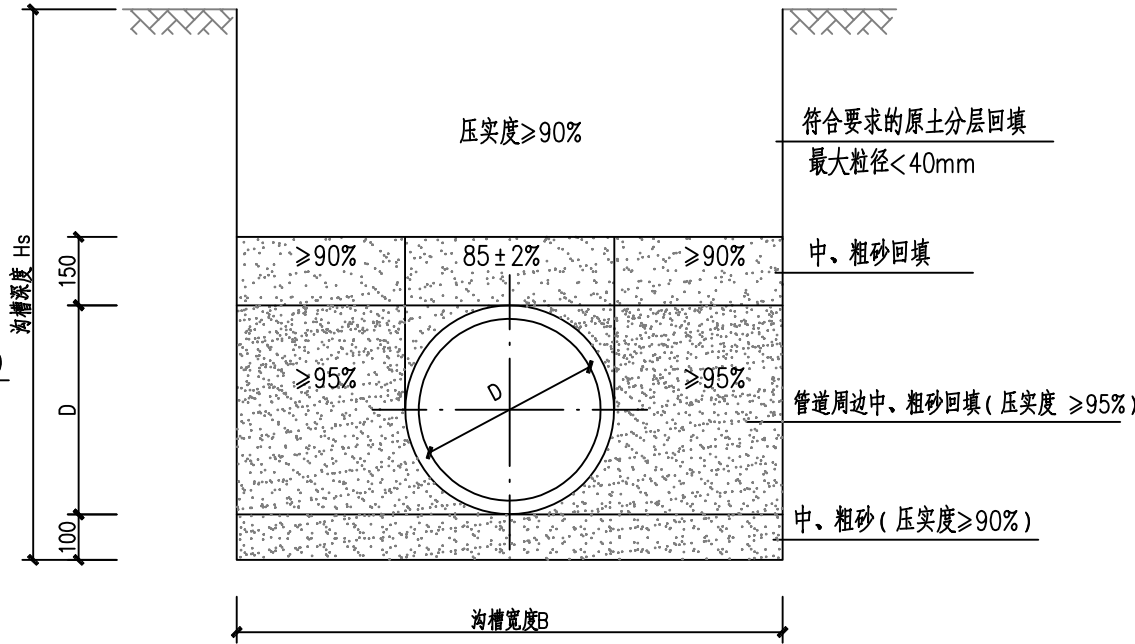 压实度≥90%
符合要求的原土分层回填
最大粒径<40mm
沟槽深度 Hs
150
≥90%
85±2%
≥90%
中、粗砂回填
)
D
≥95%
D
≥95%
管道周边中、粗砂回填( 压实度 ≥95%)
100
中、粗砂( 压实度≥90%)
沟槽宽度B